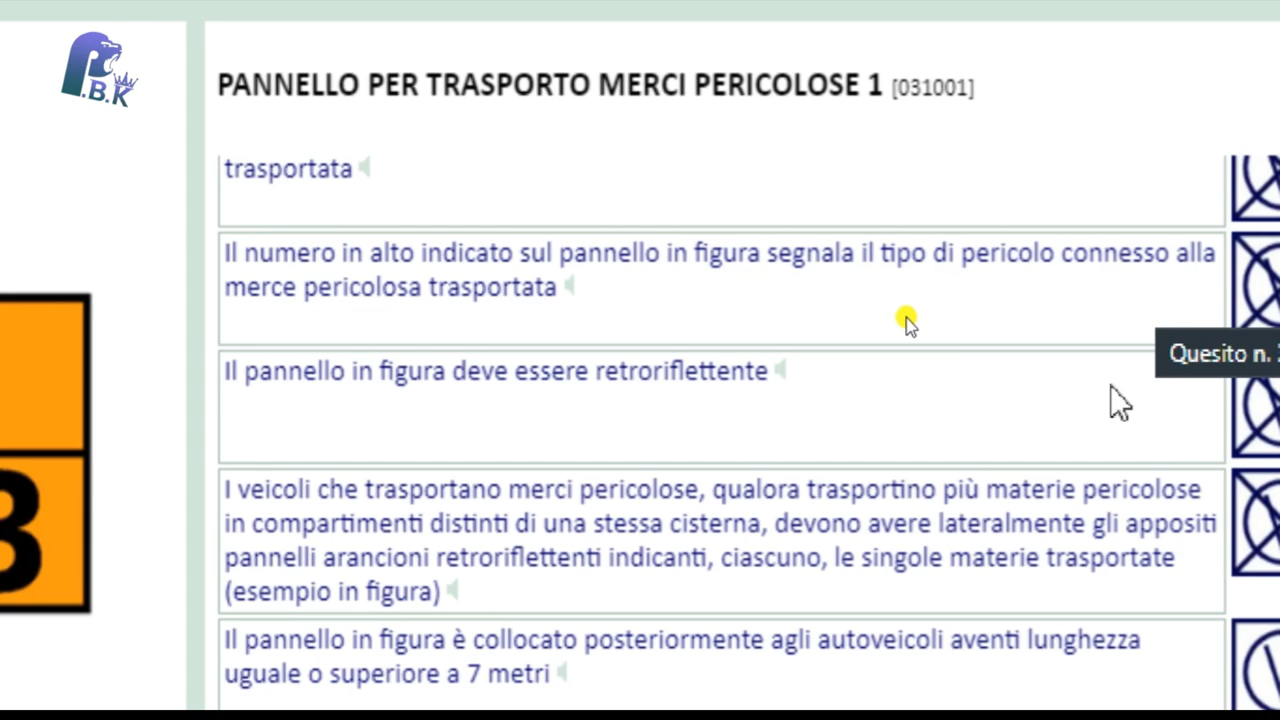 P.B.K
PANNELLO PER TRASPORTO MERCI PERICOLOSE 1 [031001]
trasportata
Il numero in alto indicato sul pannello in figura segnala il tipo di pericolo connesso alla
merce pericolosa trasportata
Quesito n.
Il pannello in figura deve essere retroriflettente
3
I veicoli che trasportano merci pericolose, qualora trasportino più materie pericolose
in compartimenti distinti di una stessa cisterna, devono avere lateralmente gli appositi
pannelli arancioni retroriflettenti indicanti, ciascuno, le singole materie trasportate
(esempio in figura)
Il pannello in figura è collocato posteriormente agli autoveicoli aventi lunghezza
uguale o superiore a 7 metri